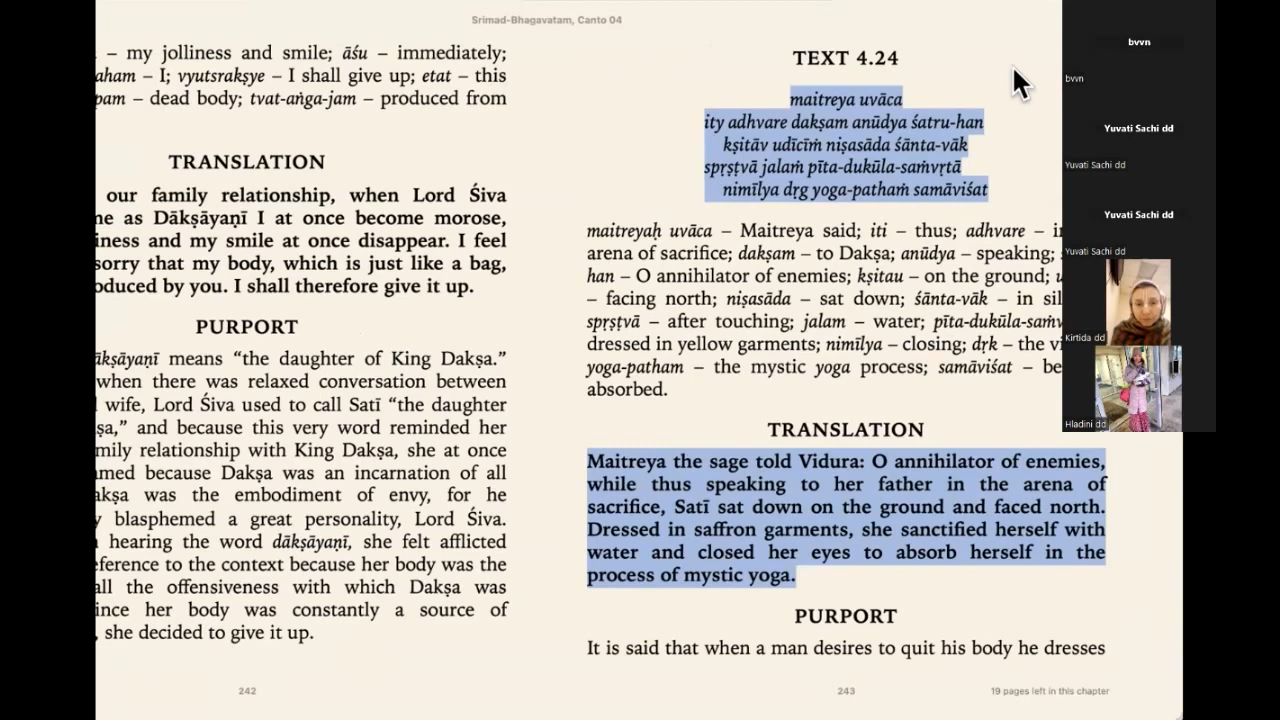 Srimad-Bhagavatam, Canto 04
– my jolliness and smile; āśu – immediately;
aham – I; vyutsrakṣye – I shall give up; etat – this
pam – dead body; tvat-aṅga-jam – produced from
TRANSLATION
our family relationship, when Lord Śiva
me as Dākṣāyaṇī I at once become morose,
iness and my smile at once disappear. I feel
sorry that my body, which is just like a bag,
oduced by you. I shall therefore give it up.
PURPORT
ākṣāyaṇī means “the daughter of King Dakṣa.”
when there was relaxed conversation between
wife, Lord Śiva used to call Satī “the daughter
ṣa,” and because this very word reminded her
mily relationship with King Dakṣa, she at once
med because Dakṣa was an incarnation of all
akṣa was the embodiment of envy, for he
y blasphemed a great personality, Lord Śiva.
hearing the word dākṣāyaṇī, she felt afflicted
eference to the context because her body was the
all the offensiveness with which Dakṣa was
ince her body was constantly a source of
, she decided to give it up.
242
TEXT 4.24
maitreya uvāca
ity adhvare dakṣam anūdya śatru-han
kṣitāv udīcīṁ niṣasāda śānta-vāk
spṛṣṭvā jalaṁ pīta-dukūla-saṁvṛtā
nimīlya dṛg yoga-pathaṁ samāviśat
maitreyaḥ uvāca – Maitreya said; iti – thus; adhvare – in
arena of sacrifice; dakṣam – to Dakṣa; anūdya – speaking;
han – O annihilator of enemies; kṣitau – on the ground; u
– facing north; niṣasāda – sat down; śānta-vāk – in sil
spṛṣṭvā – after touching; jalam – water; pīta-dukūla-saṁv
dressed in yellow garments; nimīlya – closing; dṛk – the vi
yoga-patham – the mystic yoga process; samāviśat – be
absorbed.
TRANSLATION
Maitreya the sage told Vidura: O annihilator of enemies,
while thus speaking to her father in the arena of
sacrifice, Satī sat down on the ground and faced north.
Dressed in saffron garments, she sanctified herself with
water and closed her eyes to absorb herself in the
process of mystic yoga.
PURPORT
It is said that when a man desires to quit his body he dresses
243
19 pages left in this chapter
bvvn
bvvn
Yuvati Sachi dd
Yuvati Sachi dd
Yuvati Sachi dd
Yuvati Sachi dd
Kirtida dd
Hladini dd